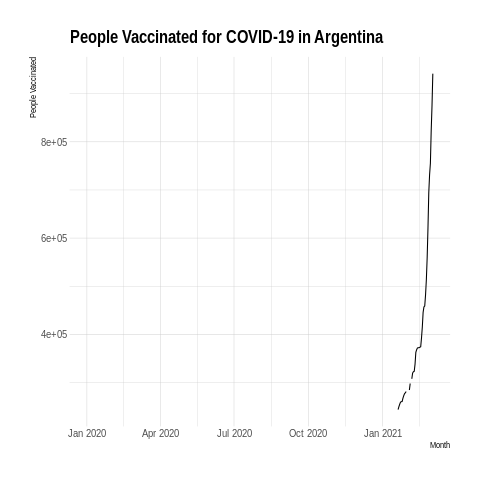 People Vaccinated for COVID-19 in Argentina
People Vaccinated
8e+05
6e+05
4e+05
Jan 2020 Apr 2020 Jul 2020 Oct 2020 Jan 2021
Month